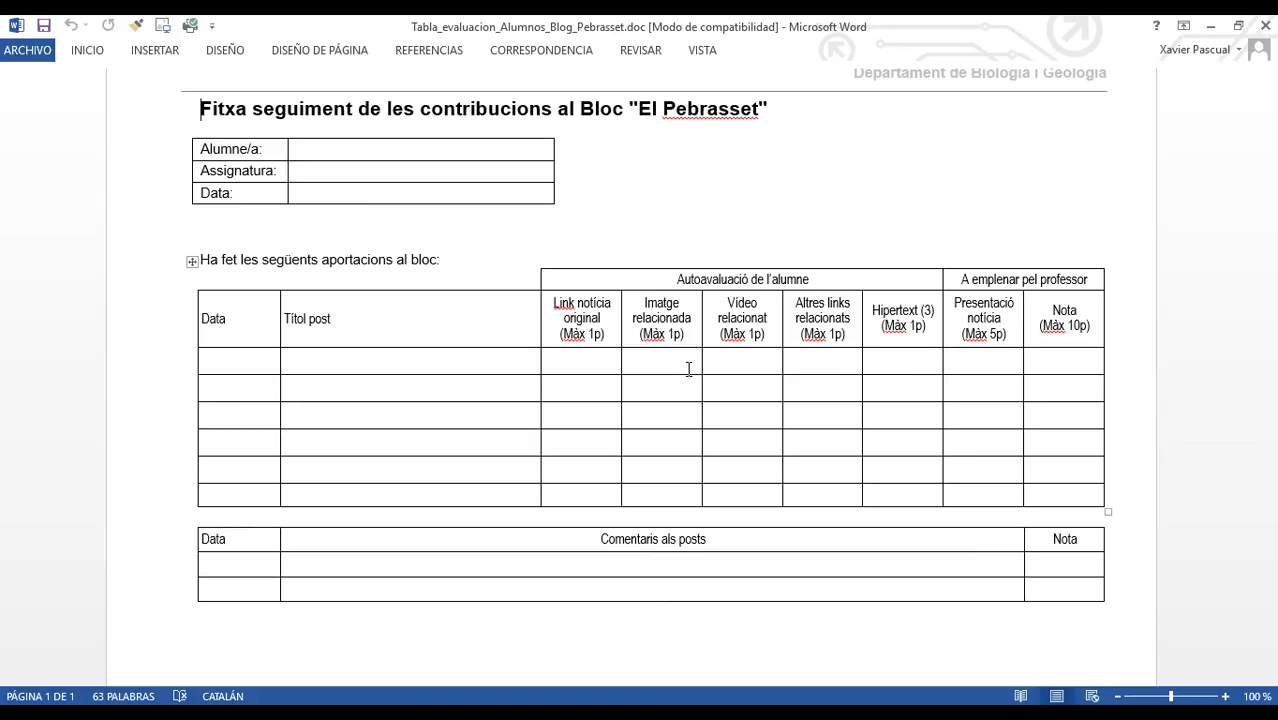 Tabla_evaluacion_Alumnos_Blog_Pebrasset.doc [Modo de compatibilidad] - Microsoft Word
?
ARCHIVO INICIO INSERTAR DISEÑO DISEÑO DE PÁGINA REFERENCIAS CORRESPONDENCIA REVISAR VISTA Xavier Pascual
Departament de Biologia i Geologia
Fitxa seguiment de les contribucions al Bloc "El Pebrasset"
Alumne/a:
Assignatura:
Data:
Ha fet les següents aportacions al bloc:
Autoavaluació de l'alumne A emplenar pel professor
Data
Títol post
Link notícia
original
(Màx 1p)
Imatge
relacionada
(Màx 1p)
Vídeo
relacionat
(Màx 1p)
Altres links
relacionats
(Màx 1p)
Hipertext (3)
(Màx 1p)
Presentació
notícia
(Màx 5p)
Nota
(Màx 10p)
Data Comentaris als posts Nota
PÁGINA 1 DE 1 63 PALABRAS CATALÁN 100 %